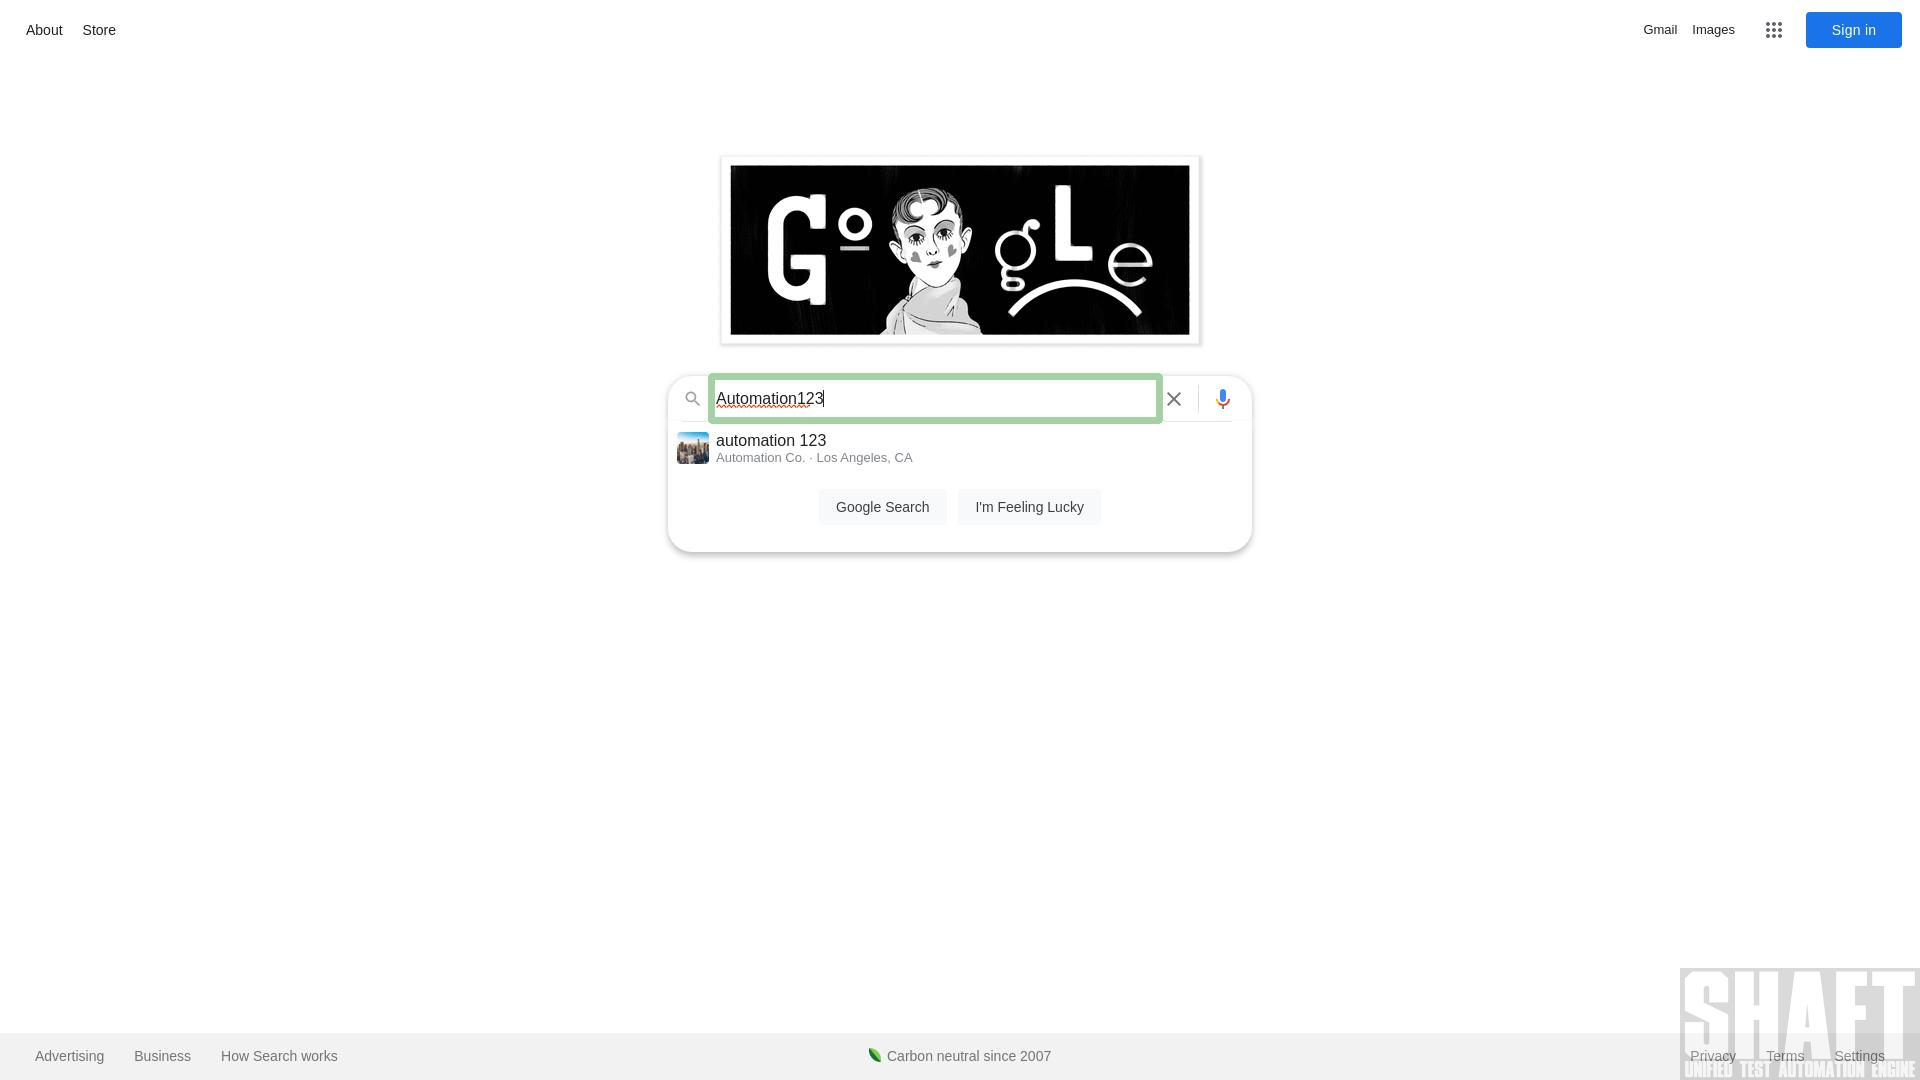 About Store
Gmail Images Sign in
GoogLe
Automation123
automation 123
Automation Co. · Los Angeles, CA
Google Search I'm Feeling Lucky
SHAFT
Advertising Business How Search works
Carbon neutral since 2007
Privacy Terms Settings
UNIFIED TEST AUTOMATION ENGINE